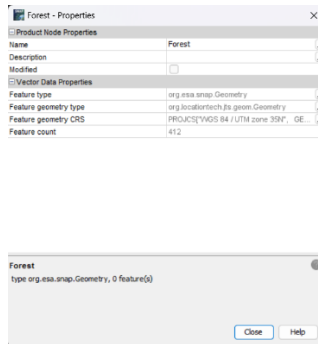 Forest - Properties
Product Node Properties
Name Forest
Description
Modified
Vector Data Properties
Feature type org.esa.snap.Geometry
Feature geometry type org.locationtech.jts.geom.Geometry
Feature geometry CRS PROJCS["WGS 84 / UTM zone 35N", GE...
Feature count 412
Forest
type org.esa.snap.Geometry, 0 feature(s)
Close Help